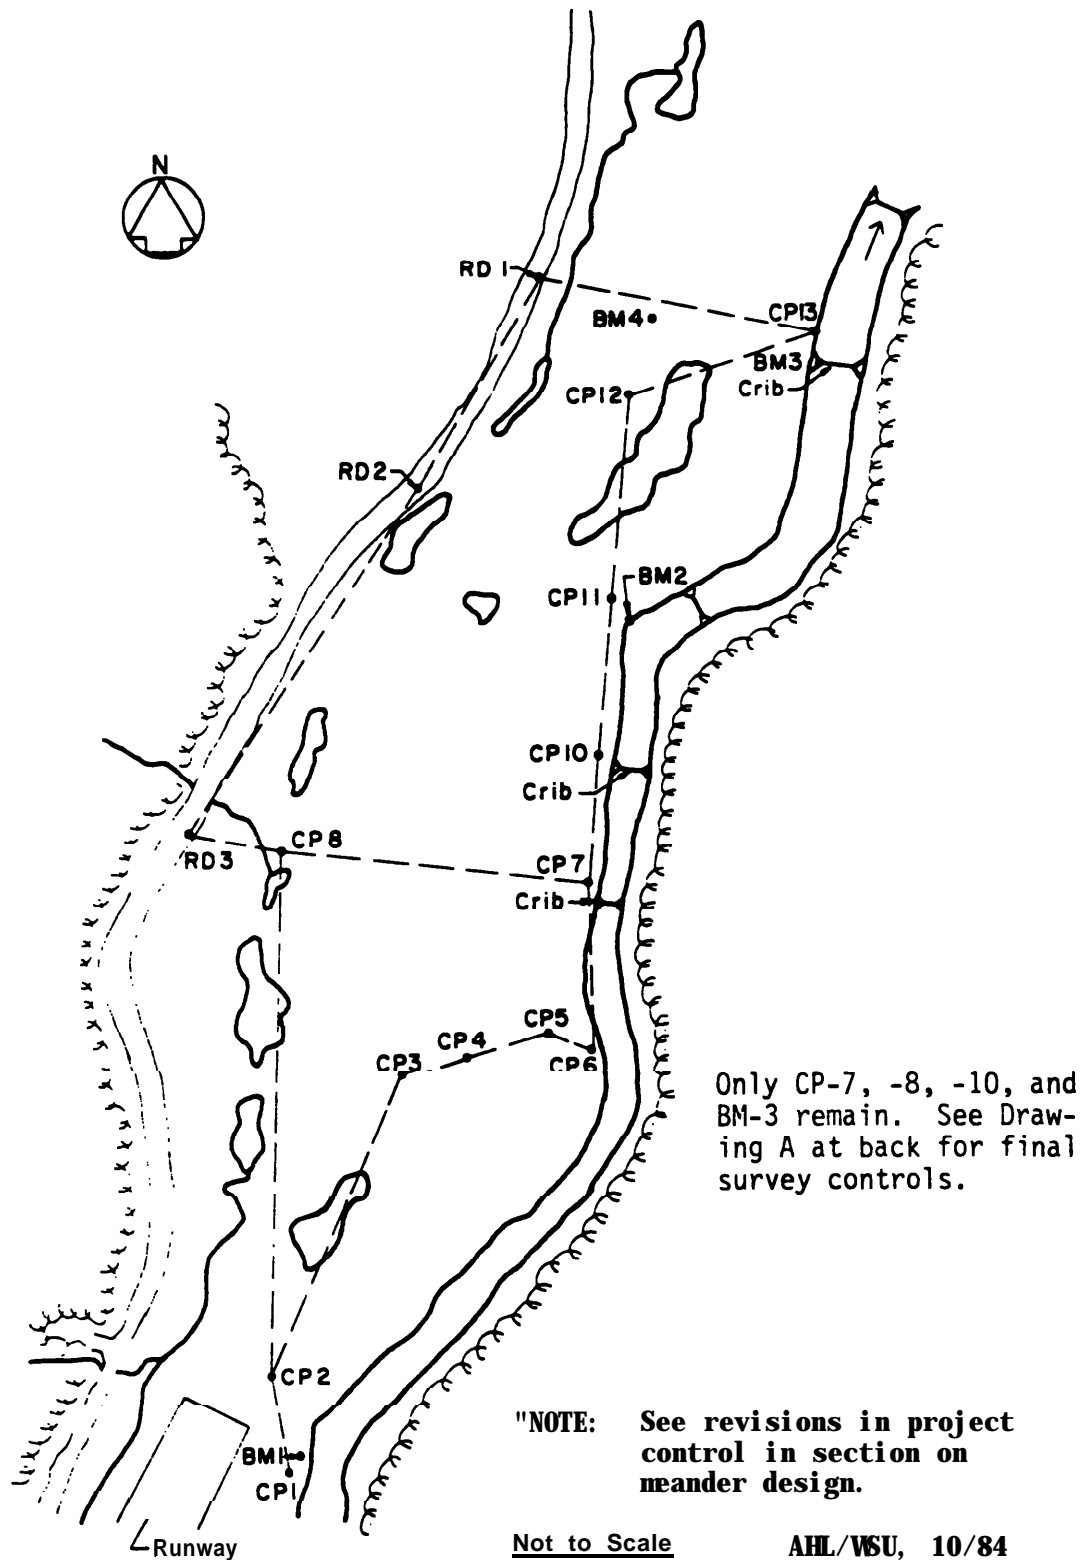 N
RD 1
BM4
CP13
BM3
Crib
CP12
RD2
BM2
CP11
CP10
Crib
CP 8
RD3
CP7
Crib
CP5
CP4
CP3
CP6
Only CP-7, -8, -10, and
BM-3 remain. See Draw-
ing A at back for final
survey controls.
CP2
"NOTE: See revisions in project
control in section on
meander design.
BM1
CP1
Runway
Not to Scale
AHL/WSU, 10/84